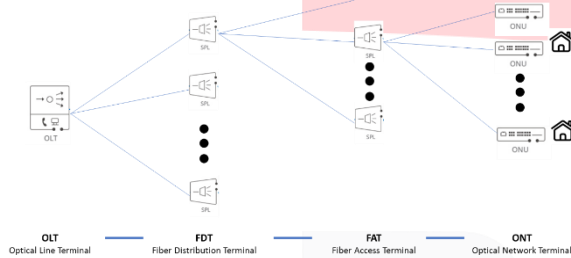 ONU
SPL
SPL
ONU
SPL
OLT
SPL
ONU
SPL
OLT FDT FAT ONT
Optical Line Terminal Fiber Distribution Terminal Fiber Access Terminal Optical Network Terminal